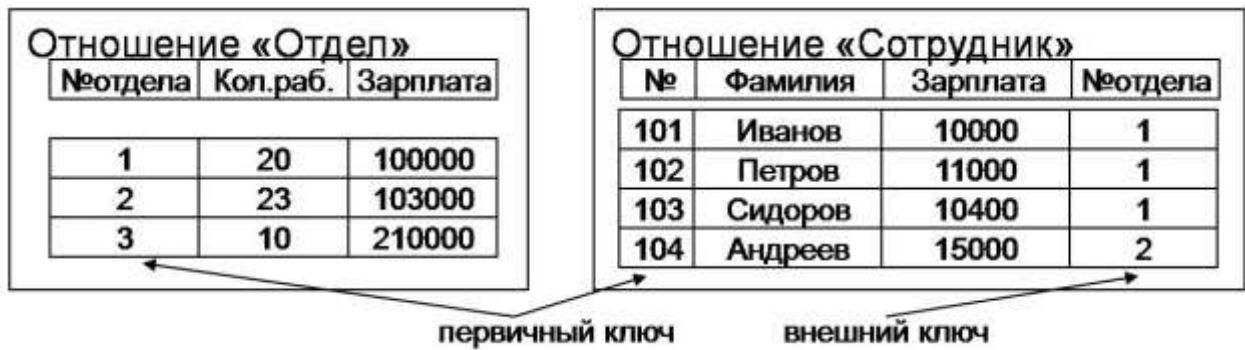 Отношение «Отдел»
№отдела Кол.раб. Зарплата
1 20 100000
2 23 103000
3 10 210000
Отношение «Сотрудник»
№ Фамилия Зарплата №отдела
101 Иванов 10000 1
102 Петров 11000 1
103 Сидоров 10400 1
104 Андреев 15000 2
первичный ключ
внешний ключ